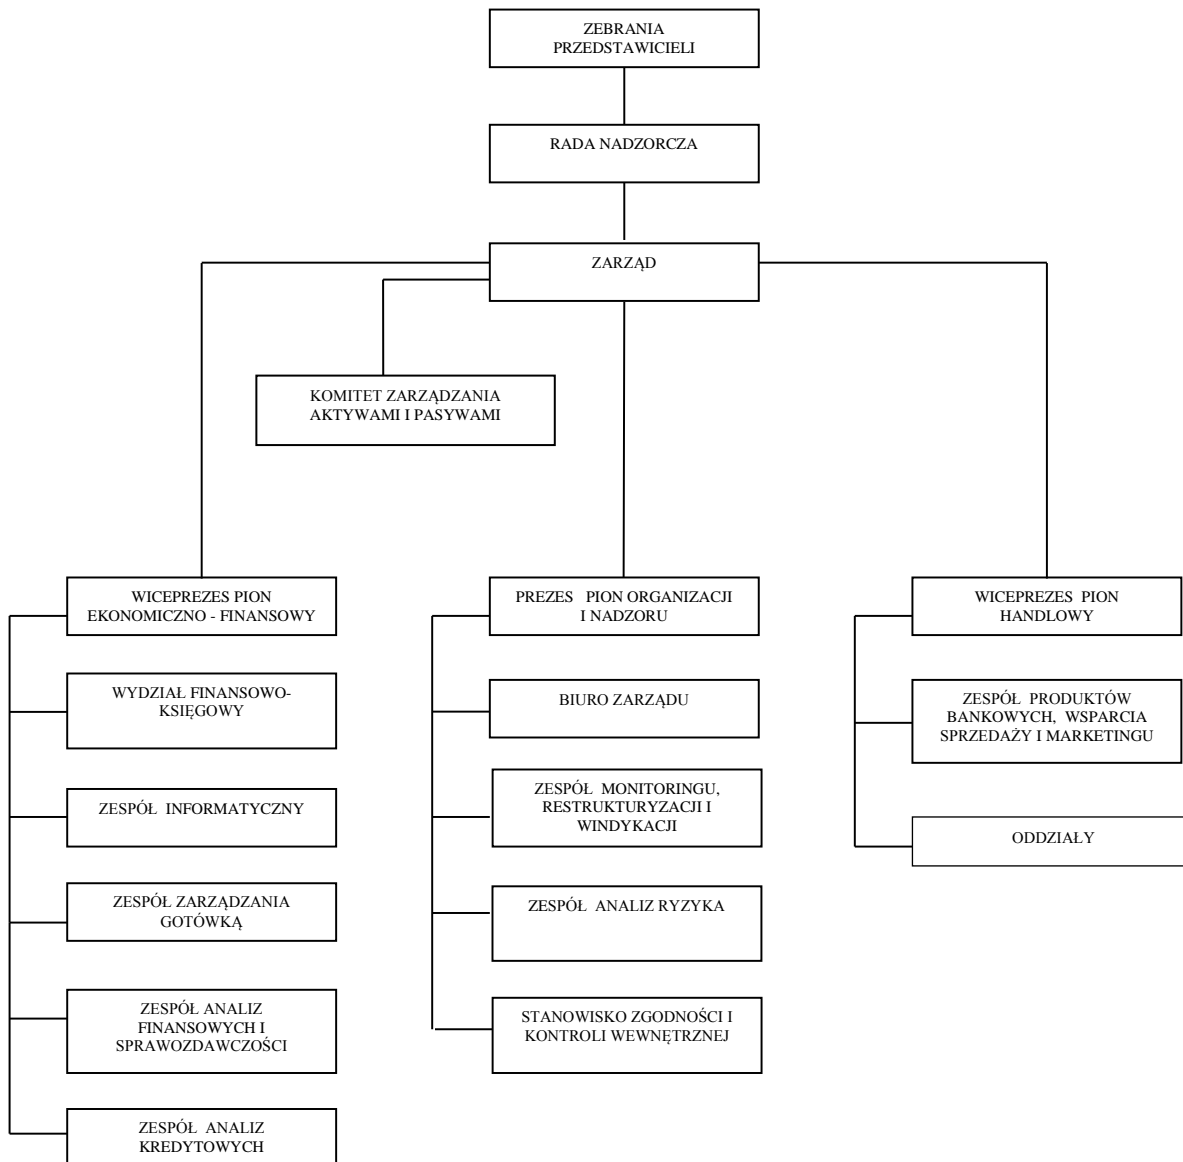 ZEBRANIA
PRZEDSTAWICIELI
RADA NADZORCZA
ZARZĄD
KOMITET ZARZĄDZANIA
AKTYWAMI I PASYWAMI
WICEPREZES PION
EKONOMICZNO - FINANSOWY
WYDZIAŁ FINANSOWO-
KSIĘGOWY
ZESPÓŁ INFORMATYCZNY
ZESPÓŁ ZARZĄDZANIA
GOTÓWKĄ
ZESPÓŁ ANALIZ
FINANSOWYCH I
SPRAWOZDAWCZOŚCI
ZESPÓŁ ANALIZ
KREDYTOWYCH
PREZES PION ORGANIZACJI
I NADZORU
BIURO ZARZĄDU
ZESPÓŁ MONITORINGU,
RESTRUKTURYZACJI I
WINDYKACJI
ZESPÓŁ ANALIZ RYZYKA
STANOWISKO ZGODNOŚCI I
KONTROLI WEWNĘTRZNEJ
WICEPREZES PION
HANDLOWY
ZESPÓŁ PRODUKTÓW
BANKOWYCH, WSPARCIA
SPRZEDAŻY I MARKETINGU
ODDZIAŁY